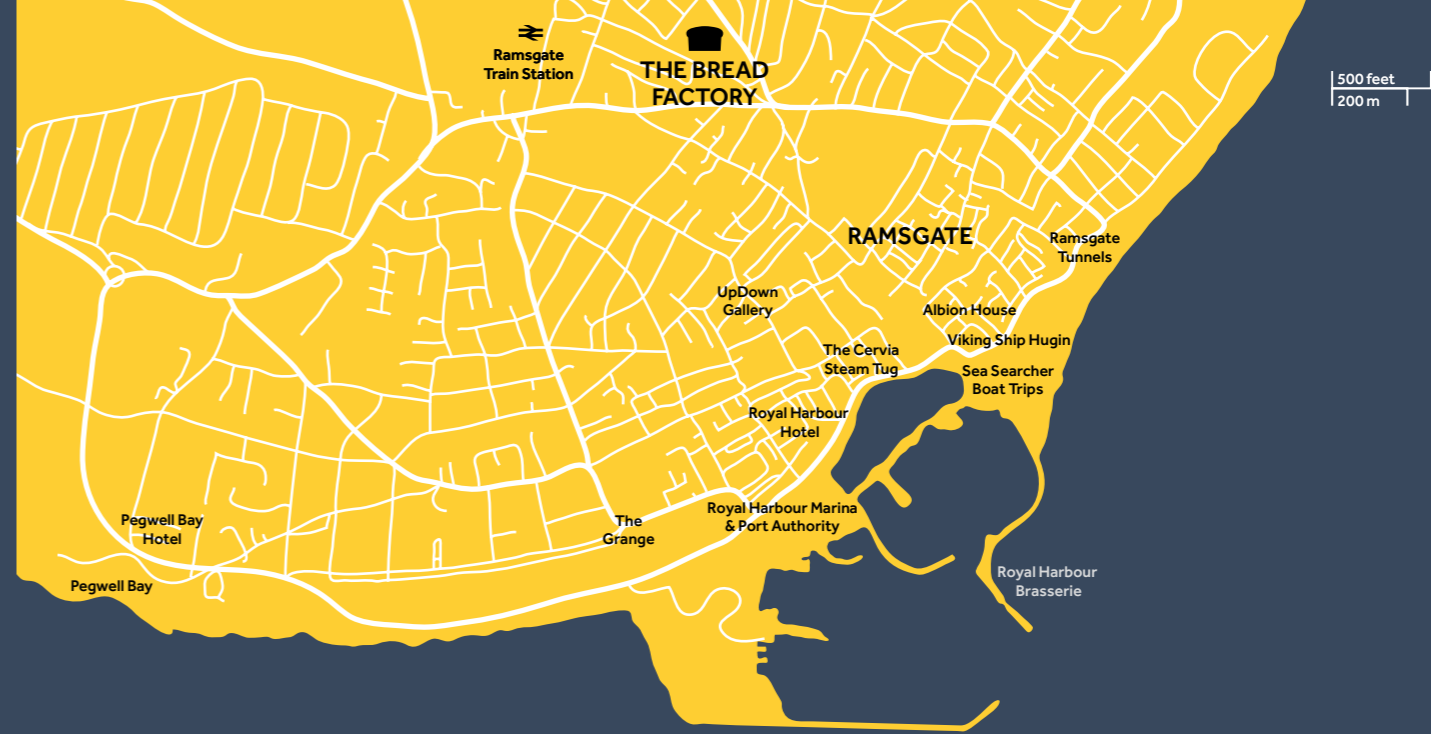 Ramsgate
Train Station
THE BREAD
FACTORY
500 feet
200 m
RAMSGATE
Ramsgate
Tunnels
UpDown
Gallery
Albion House
Viking Ship Hugin
The Cervia
Steam Tug
Sea Searcher
Boat Trips
Royal Harbour
Hotel
Royal Harbour Marina
& Port Authority
The
Grange
Pegwell Bay
Hotel
Pegwell Bay
Royal Harbour
Brasserie